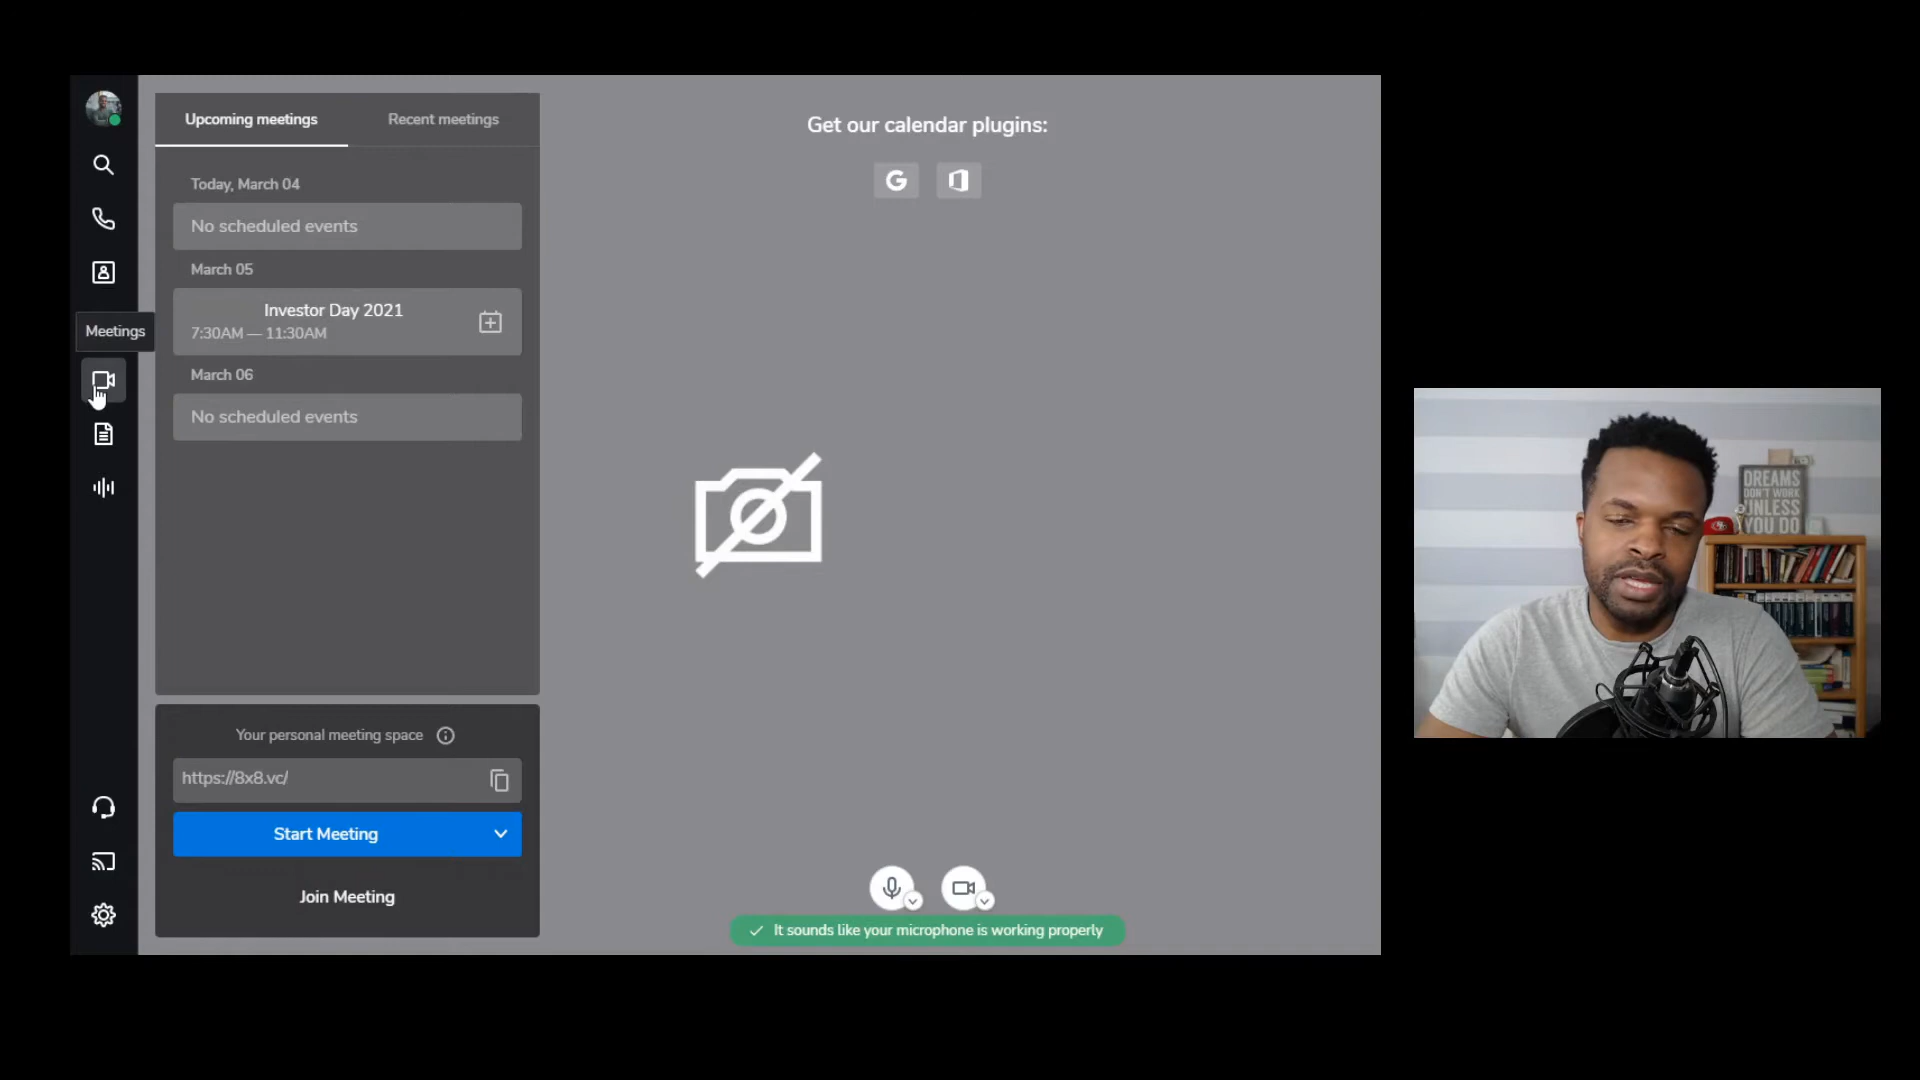 Upcoming meetings
Recent meetings
Today, March 04
No scheduled events
March 05
Investor Day 2021
7:30AM — 11:30AM
March 06
No scheduled events
Meetings
Your personal meeting space
https://8x8.vc/
Start Meeting
Join Meeting
Get our calendar plugins:
G
It sounds like your microphone is working properly
DREAMS
DON'T WORK
UNLESS
YOU DO